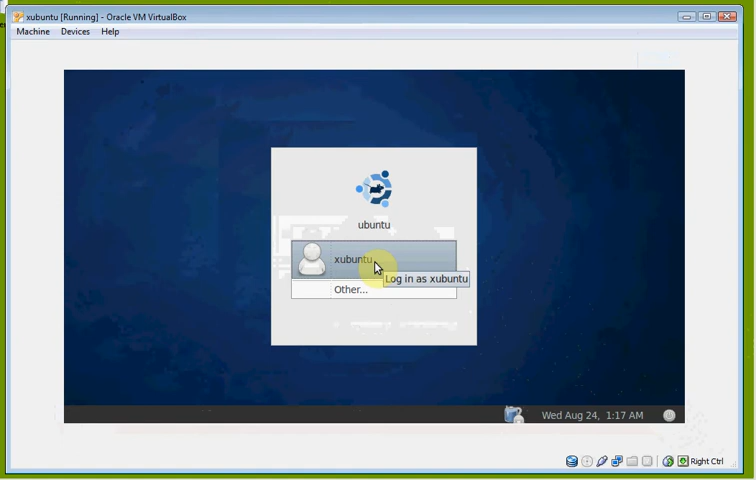 xubuntu [Running] - Oracle VM VirtualBox
Machine Devices Help
ubuntu
xubuntu
Log in as xubuntu
Other...
Wed Aug 24, 1:17 AM
Right Ctrl